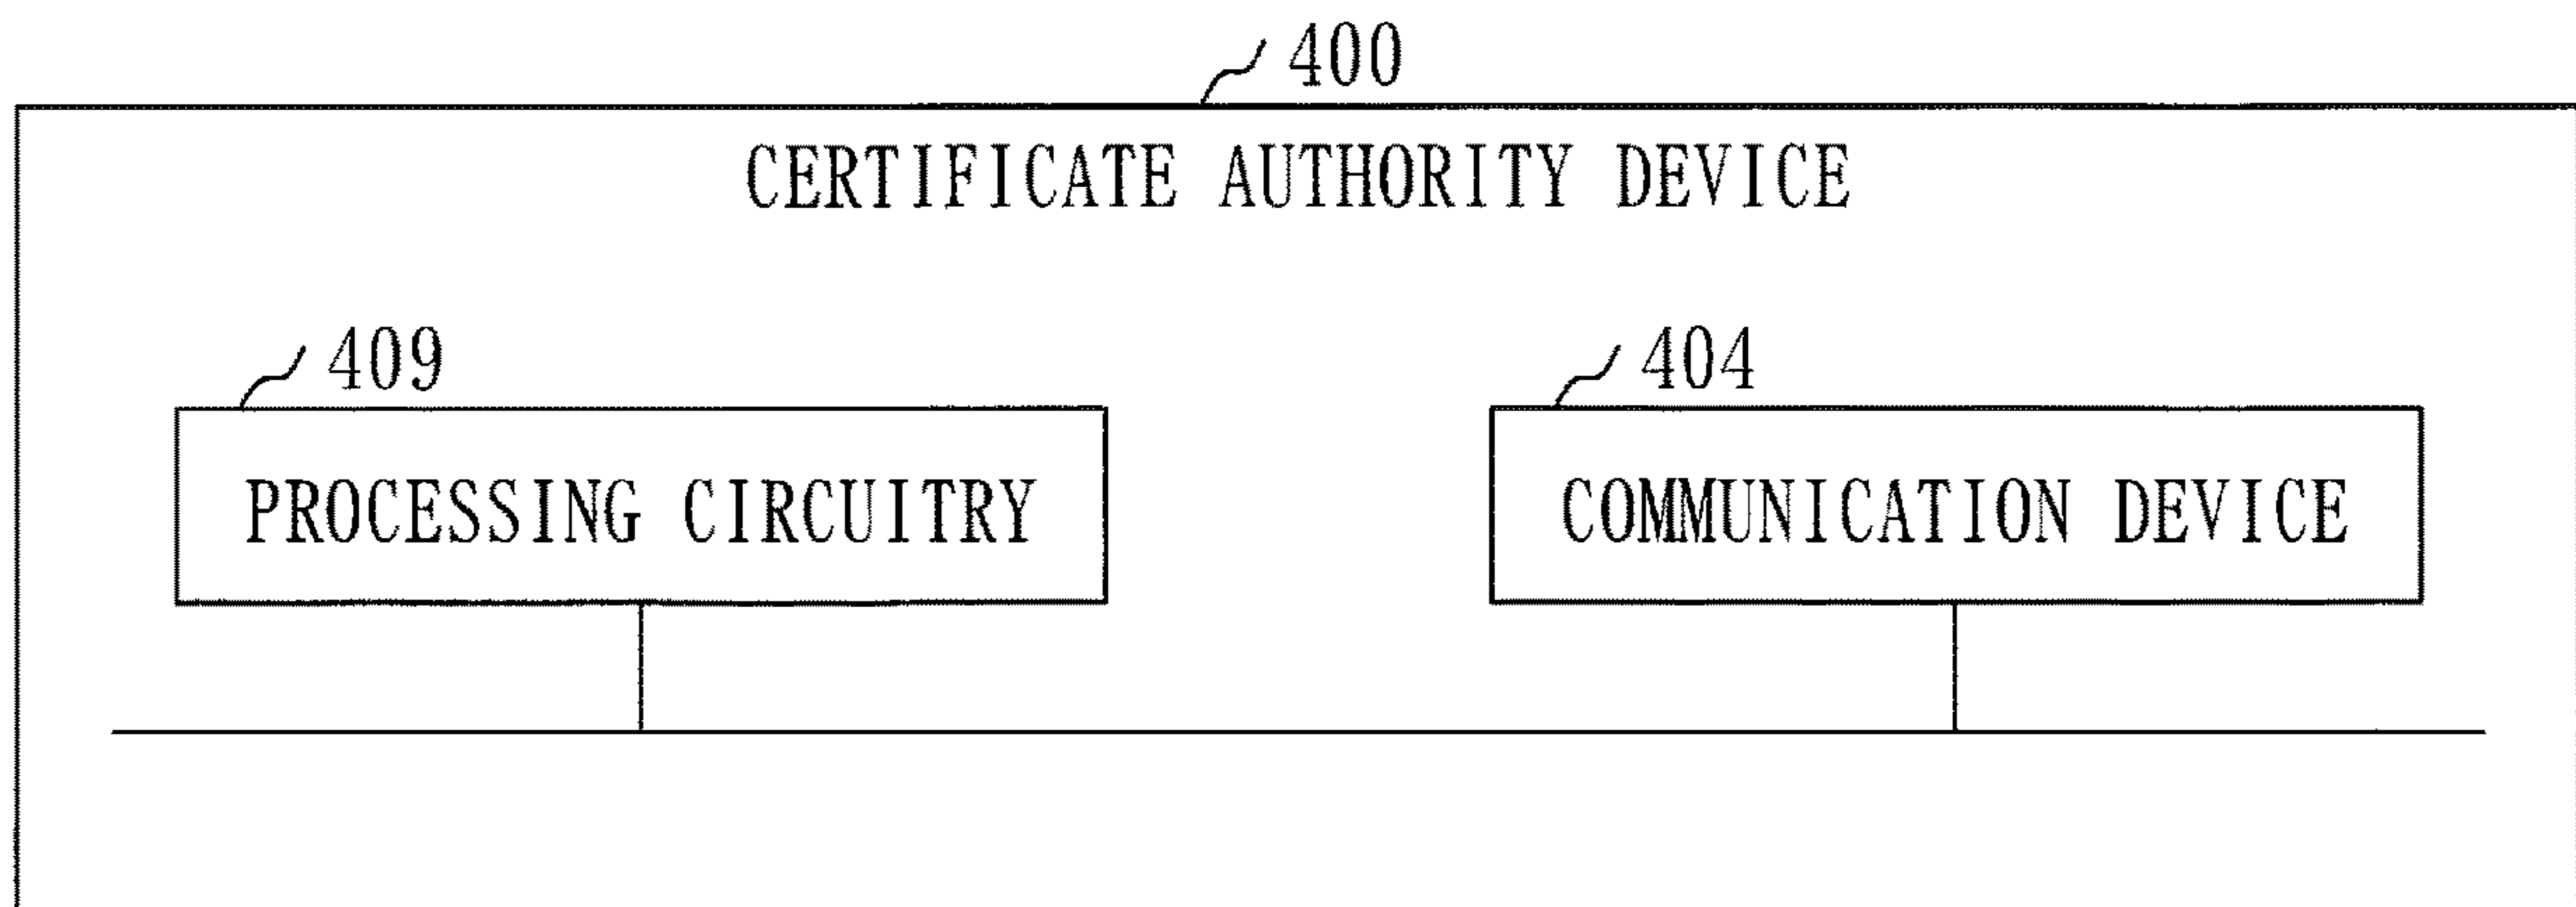 400
CERTIFICATE AUTHORITY DEVICE
409
404
PROCESSING CIRCUITRY
COMMUNICATION DEVICE